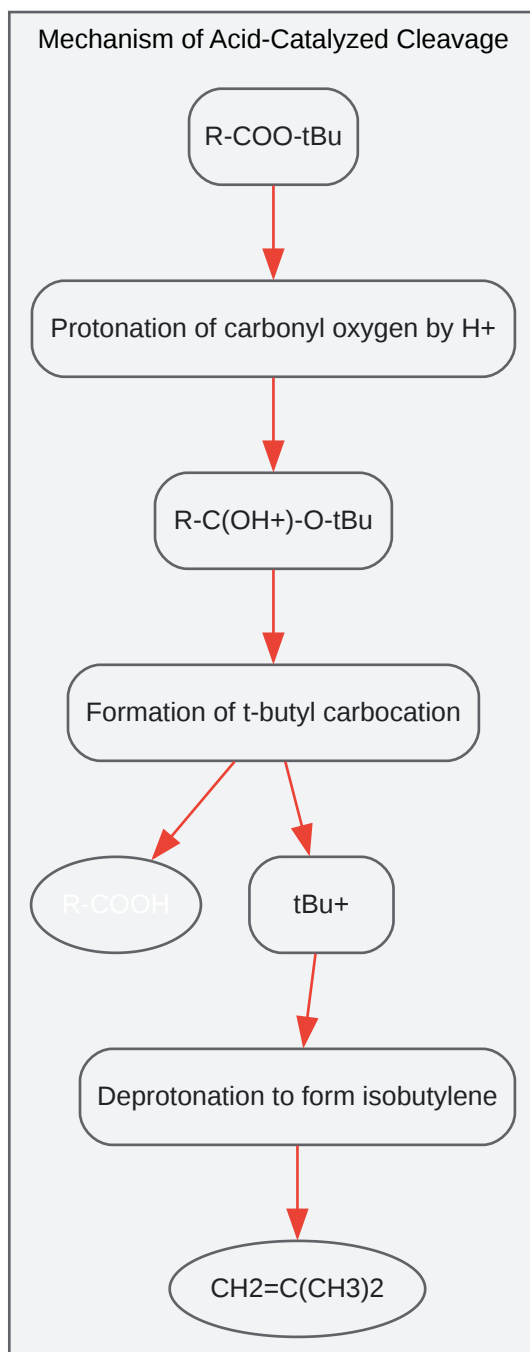 Mechanism of Acid-Catalyzed Cleavage
R-COO-tBu
Protonation of carbonyl oxygen by H+
R-C(OH+)-O-tBu
Formation of t-butyl carbocation
R-COOH
tBu+
Deprotonation to form isobutylene
CH2=C(CH3)2